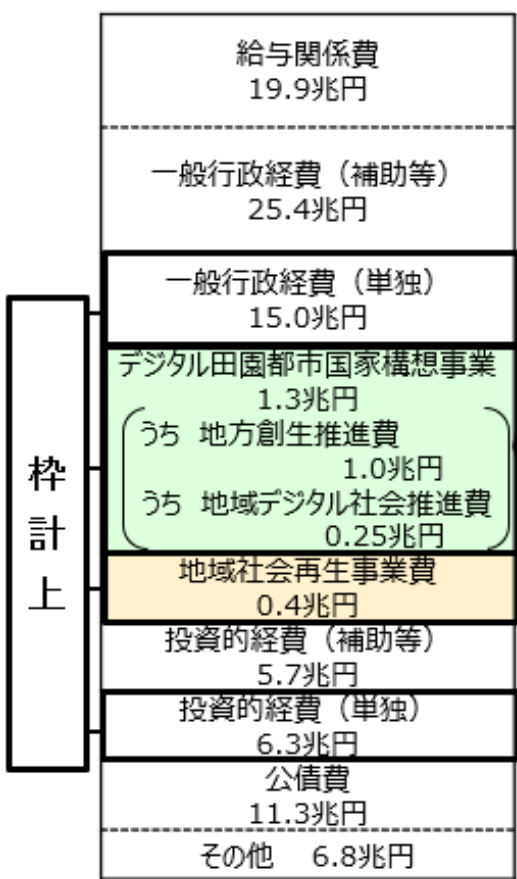 給与関係費
19.9兆円
一般行政経費（補助等）
25.4兆円
一般行政経費（単独）
15.0兆円
デジタル田園都市国家構想事業
1.3兆円
うち 地方創生推進費
1.0兆円
うち 地域デジタル社会推進費
0.25兆円
地域社会再生事業費
0.4兆円
投資的経費（補助等）
5.7兆円
投資的経費（単独）
6.3兆円
公債費
11.3兆円
その他 6.8兆円
枠計上